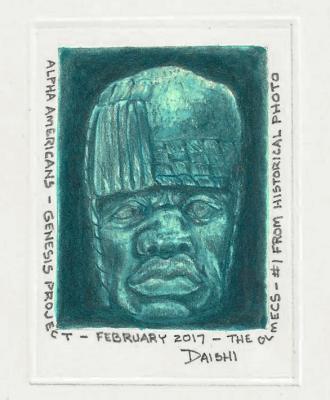 ALPHA AMERICANS - GENESIS PROJECT - FEBRUARY 2017 - THE OLMECS - #1 FROM HISTORICAL PHOTO
DAISHI